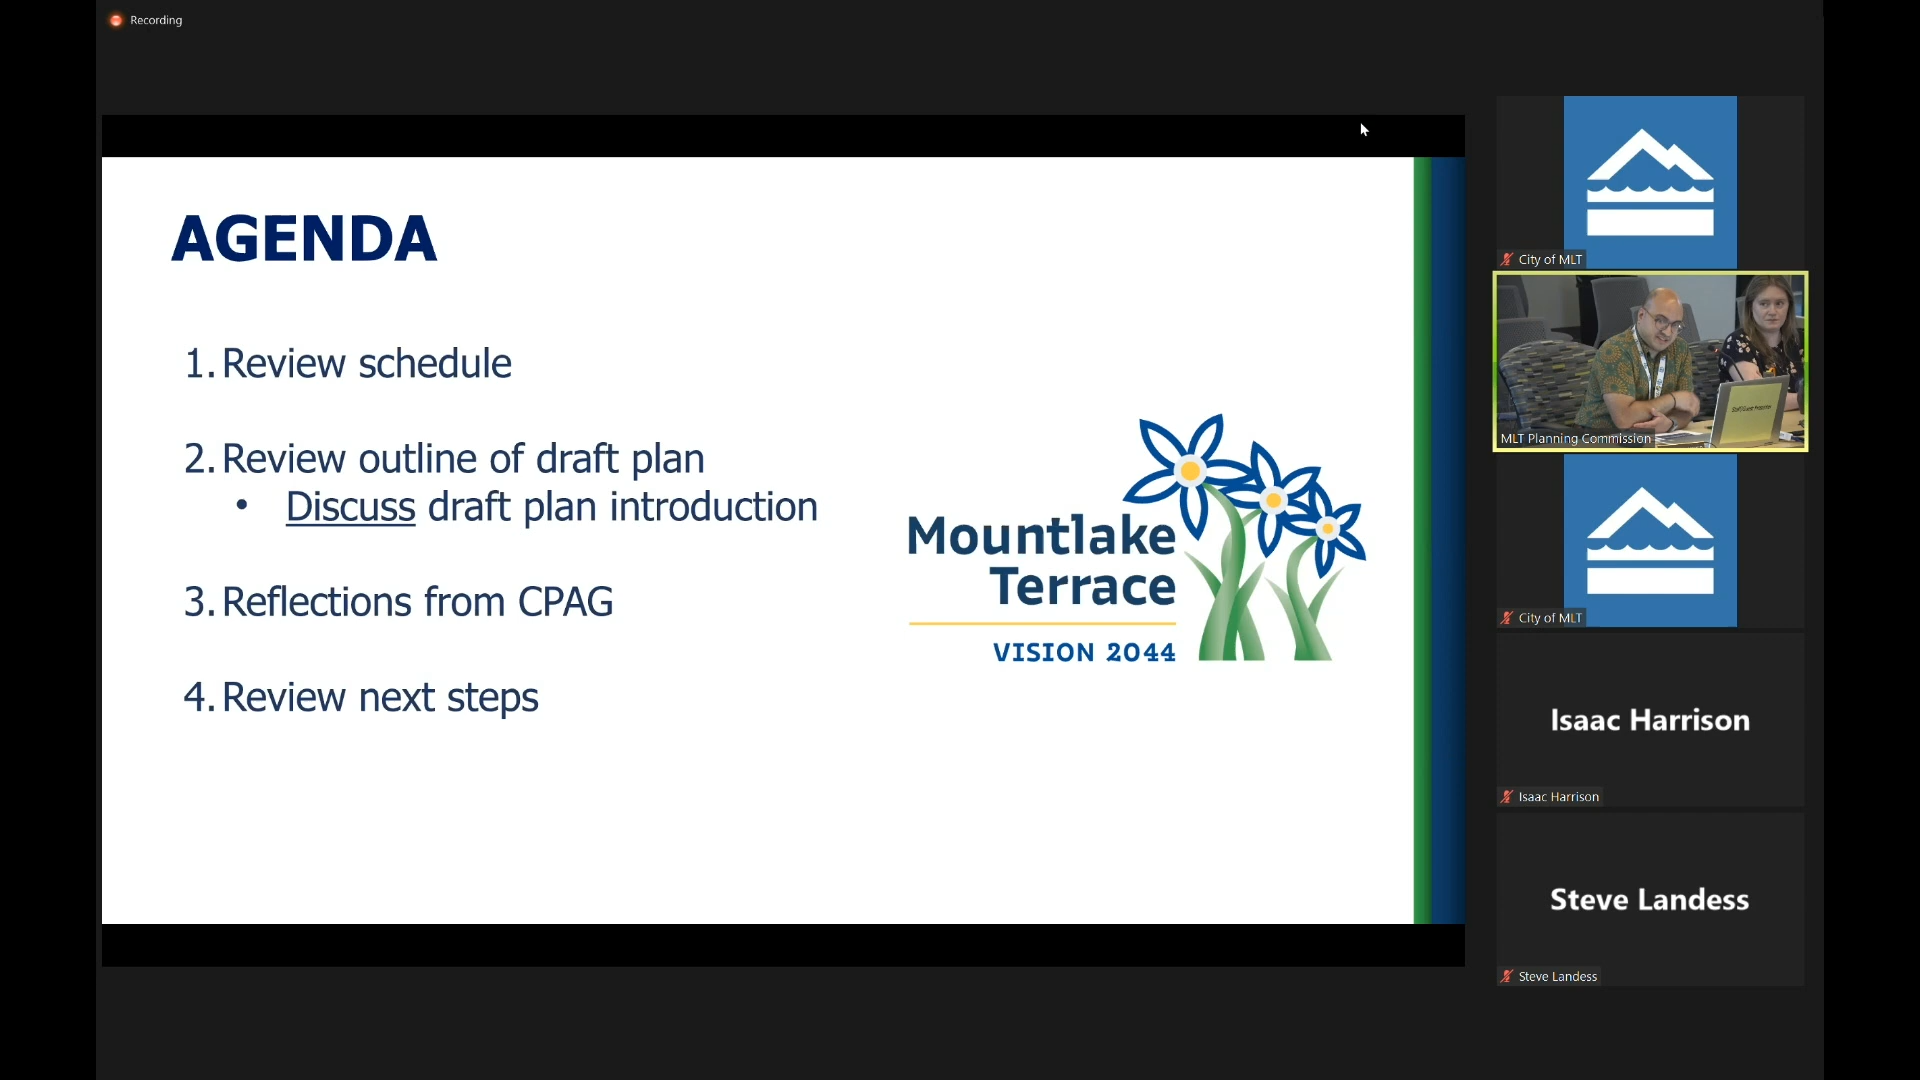 Recording
AGENDA
1. Review schedule
2. Review outline of draft plan
• Discuss draft plan introduction
3. Reflections from CPAG
4. Review next steps
Mountlake
Terrace
VISION 2044
City of MLT
MLT Planning Commission
City of MLT
Isaac Harrison
Isaac Harrison
Steve Landess
Steve Landess